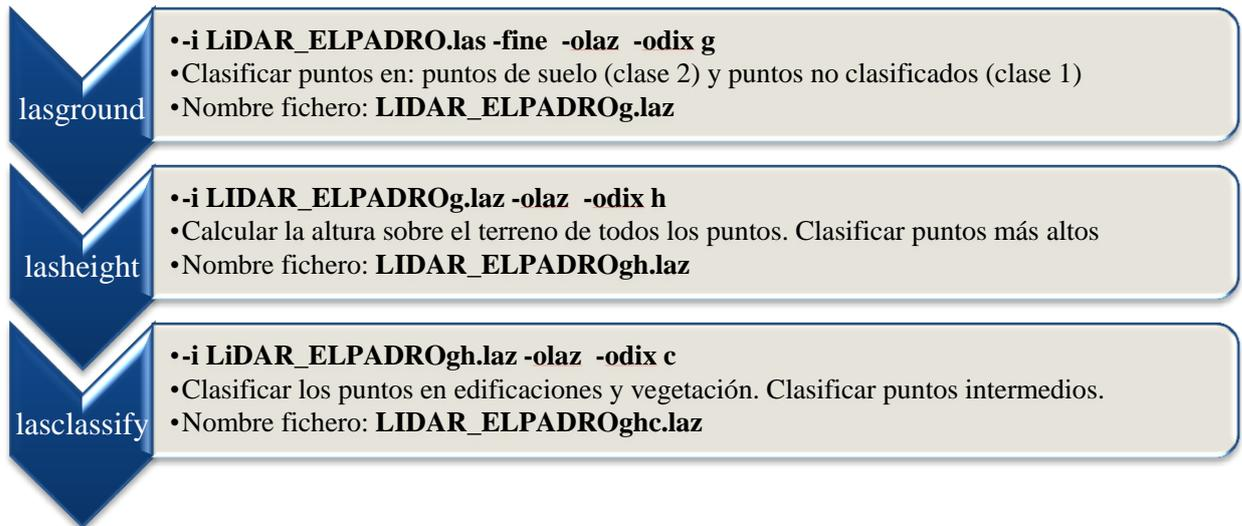 lasground
•-i LiDAR_ELPADRO.las -fine -olaz -odix g
•Clasificar puntos en: puntos de suelo (clase 2) y puntos no clasificados (clase 1)
•Nombre fichero: LIDAR_ELPADROg.laz
lasheight
•-i LIDAR_ELPADROg.laz -olaz -odix h
•Calcular la altura sobre el terreno de todos los puntos. Clasificar puntos más altos
•Nombre fichero: LIDAR_ELPADROgh.laz
lasclassify
•-i LiDAR_ELPADROgh.laz -olaz -odix c
•Clasificar los puntos en edificaciones y vegetación. Clasificar puntos intermedios.
•Nombre fichero: LIDAR_ELPADROghc.laz